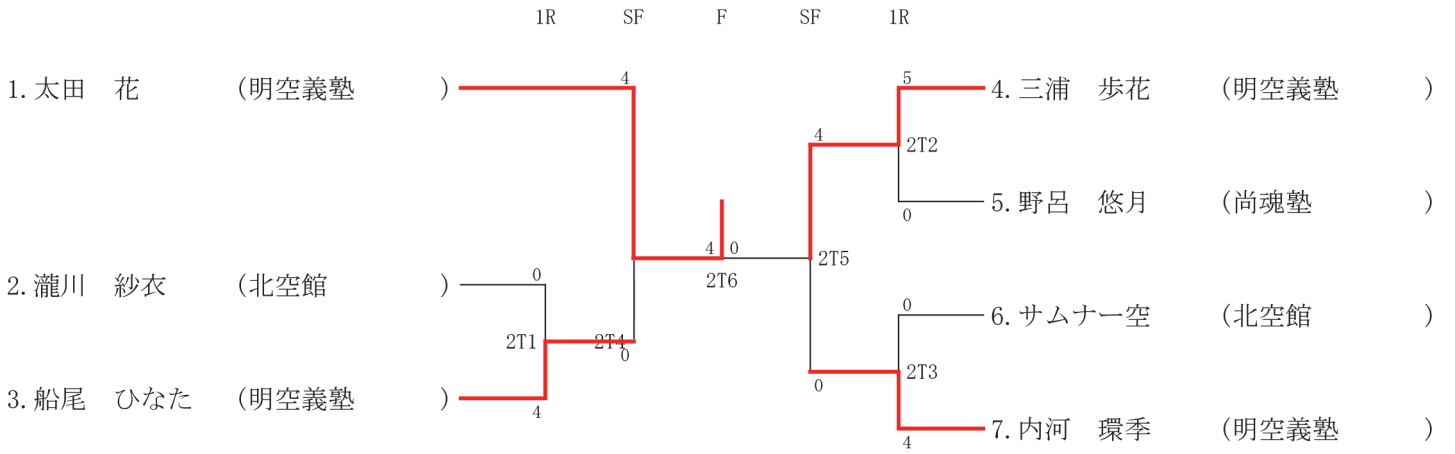 1R SF F SF 1R
4 5
1. 太田 花 (明空義塾 ) 4. 三浦 歩花 (明空義塾 )
4
2T2
5. 野呂 悠月 (尚魂塾 )
0
4 0
2T5
0
2T6
2. 瀧川 紗衣 (北空館 )
0
6. サムナー空 (北空館 )
2T1 2T4
0
2T3
0
3. 船尾 ひなた (明空義塾 )
4
7. 内河 環季 (明空義塾 )
4